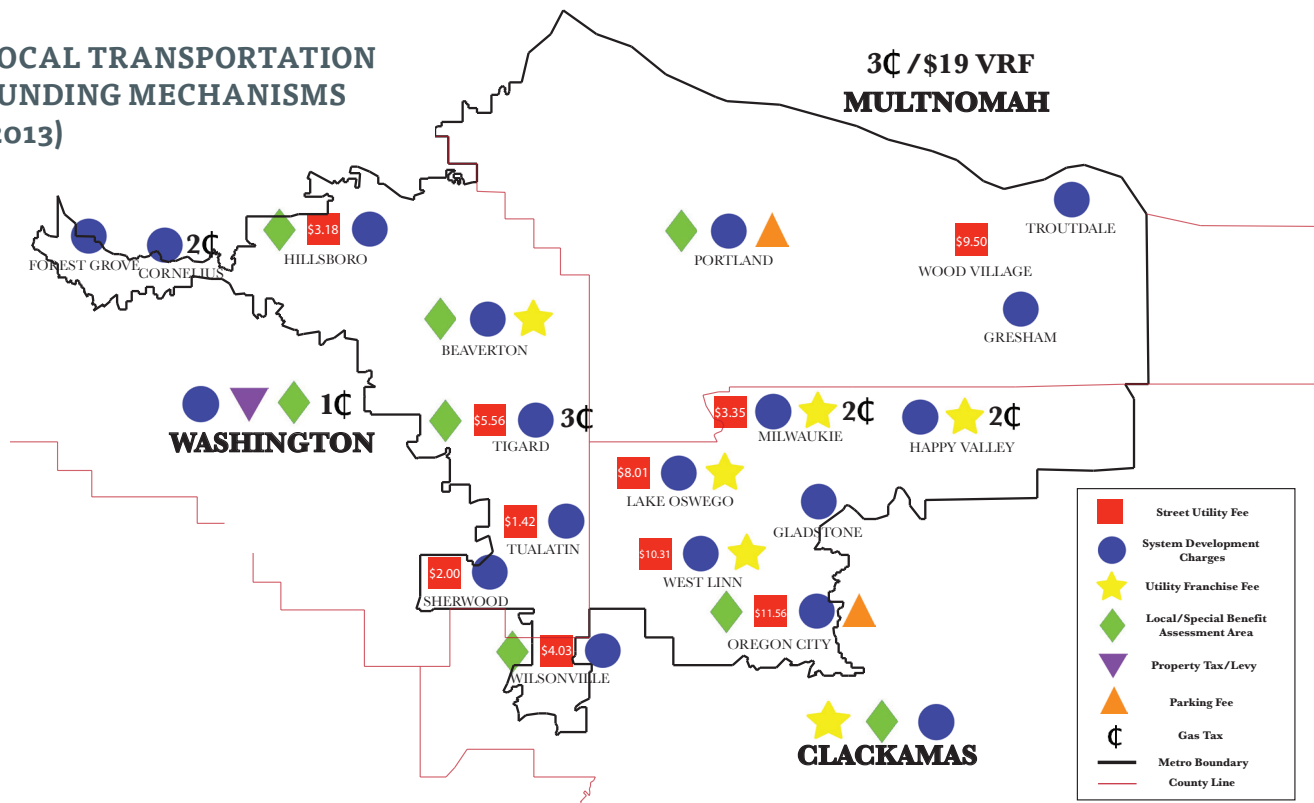 OCAL TRANSPORTATION
UNDING MECHANISMS
2013)
3₵ / $19 VRF
MULTNOMAH
TROUTDALE
FOREST GROVE
2₵
CORNELIUS
$3.18
HILLSBORO
PORTLAND
$9.50
WOOD VILLAGE
GRESHAM
BEAVERTON
1₵
WASHINGTON
$5.56
3₵
TIGARD
$3.35
2₵
MILWAUKIE
2₵
HAPPY VALLEY
$8.01
LAKE OSWEGO
GLADSTONE
$1.42
TUALATIN
$10.31
WEST LINN
$2.00
SHERWOOD
$11.56
OREGON CITY
$4.03
WILSONVILLE
CLACKAMAS
Street Utility Fee
System Development
Charges
Utility Franchise Fee
Local/Special Benefit
Assessment Area
Property Tax/Levy
Parking Fee
₵
Gas Tax
Metro Boundary
County Line